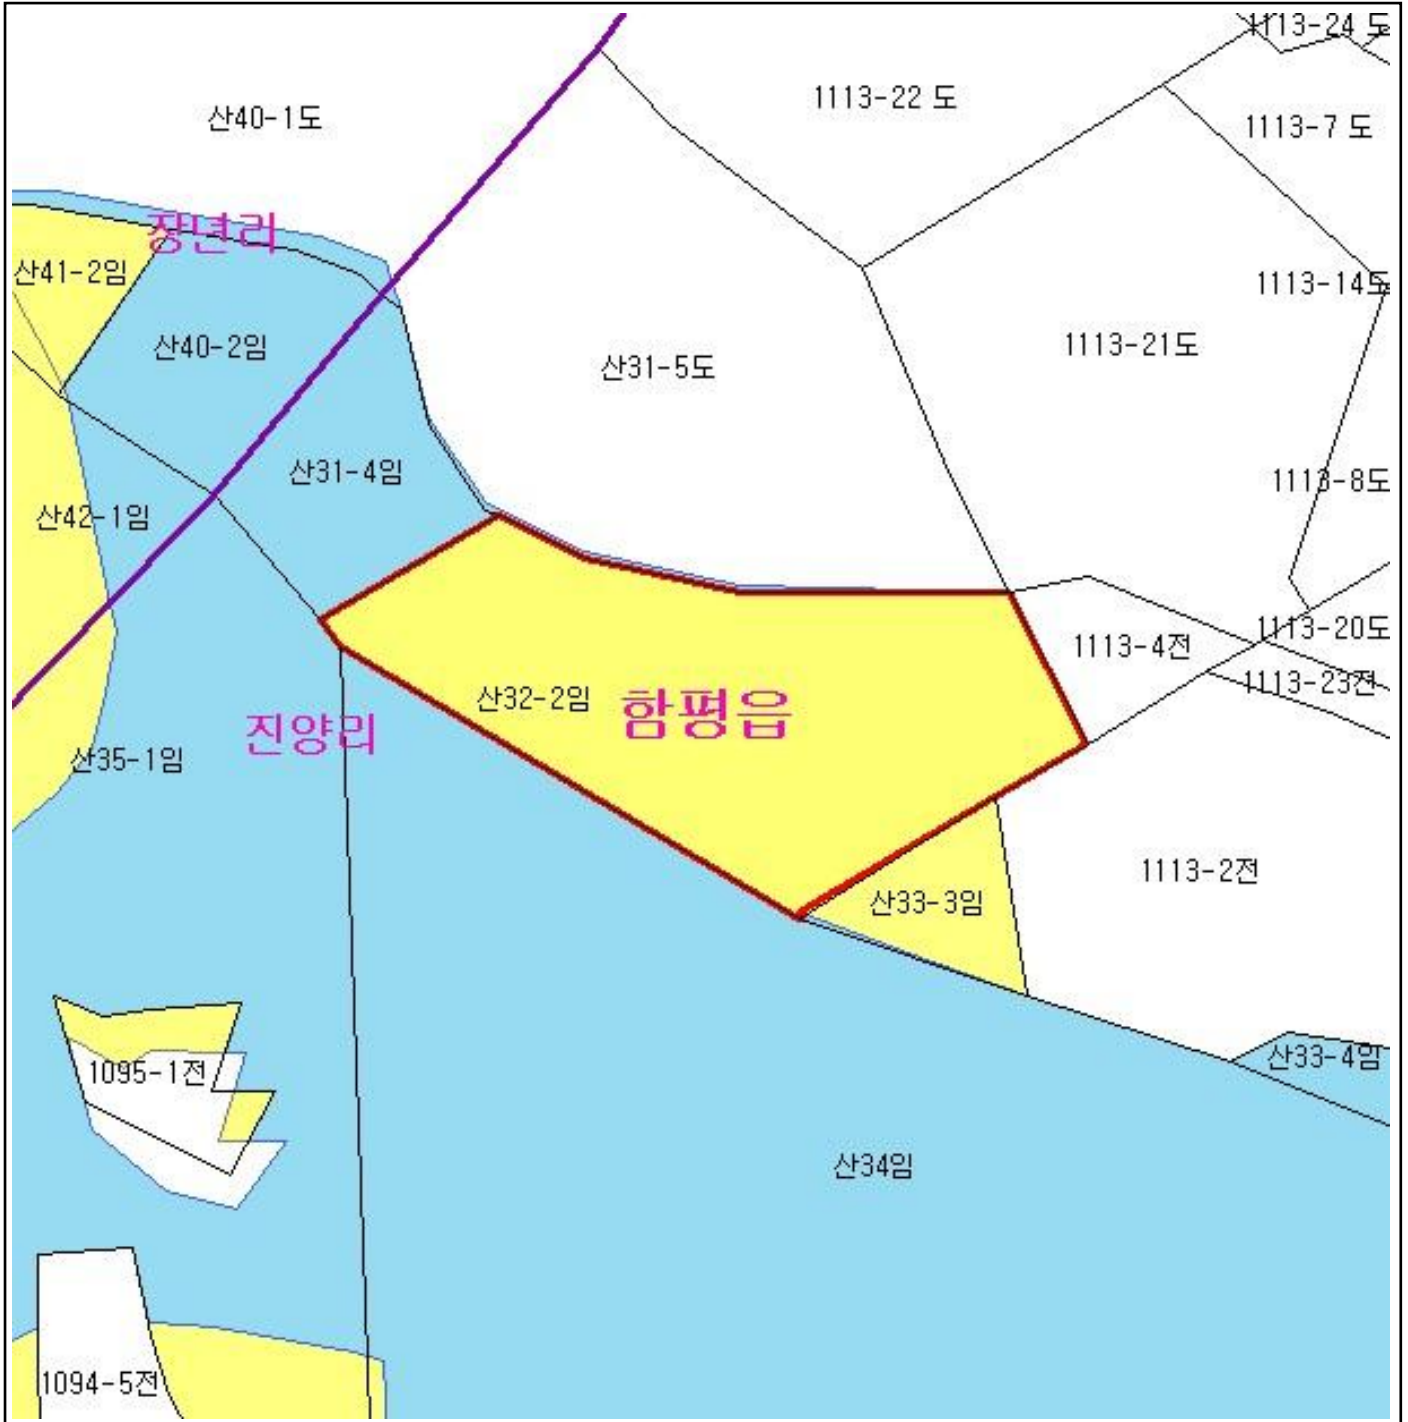 1113-24 도
산40-1도
1113-22 도
1113-7 도
장년리
산41-2임
1113-14도
산40-2임
산31-5도
1113-21도
산31-4임
1113-8도
산42-1임
1113-20도
1113-4전
1113-23전
산32-2임
함평읍
진양리
산35-1임
1113-2전
산33-3임
1095-1전
산33-4임
산34임
1094-5전